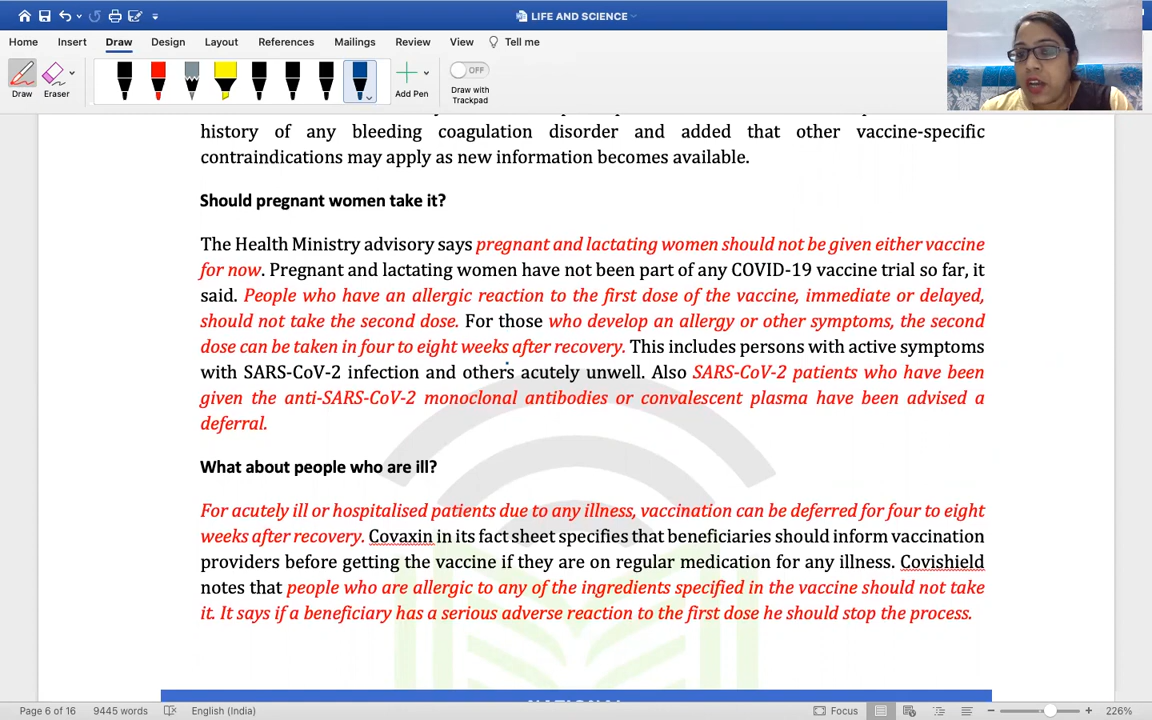 LIFE AND SCIENCE
Home Insert Draw Design Layout References Mailings Review View Tell me
OFF
Draw Eraser Add Pen Draw with Trackpad
history of any bleeding coagulation disorder and added that other vaccine-specific
contraindications may apply as new information becomes available.
Should pregnant women take it?
The Health Ministry advisory says pregnant and lactating women should not be given either vaccine
for now. Pregnant and lactating women have not been part of any COVID-19 vaccine trial so far, it
said. People who have an allergic reaction to the first dose of the vaccine, immediate or delayed,
should not take the second dose. For those who develop an allergy or other symptoms, the second
dose can be taken in four to eight weeks after recovery. This includes persons with active symptoms
with SARS-CoV-2 infection and others acutely unwell. Also SARS-CoV-2 patients who have been
given the anti-SARS-CoV-2 monoclonal antibodies or convalescent plasma have been advised a
deferral.
What about people who are ill?
For acutely ill or hospitalised patients due to any illness, vaccination can be deferred for four to eight
weeks after recovery. Covaxin in its fact sheet specifies that beneficiaries should inform vaccination
providers before getting the vaccine if they are on regular medication for any illness. Covishield
notes that people who are allergic to any of the ingredients specified in the vaccine should not take
it. It says if a beneficiary has a serious adverse reaction to the first dose he should stop the process.
Page 6 of 16 9445 words English (India) Focus 226%